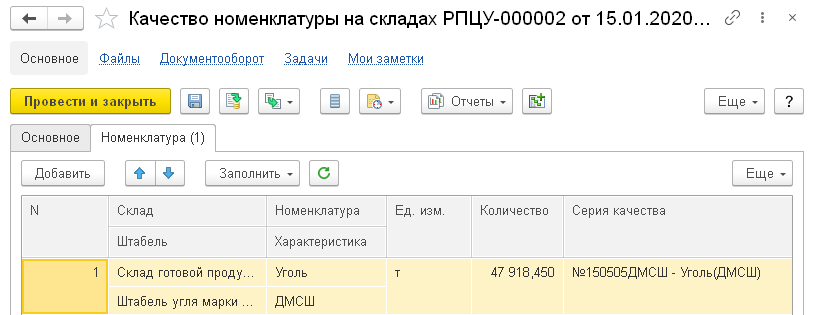 Качество номенклатуры на складах РПЦУ-000002 от 15.01.2020...
Основное Файлы Документооборот Задачи Мои заметки
Провести и закрыть Отчеты Еще ?
Основное Номенклатура (1)
Добавить Заполнить Еще
N Склад Номенклатура Ед. изм. Количество Серия качества
Штабель Характеристика
1 Склад готовой проду... Уголь т 47 918,450 №150505ДМСШ - Уголь(ДМСШ)
Штабель угля марки ... ДМСШ